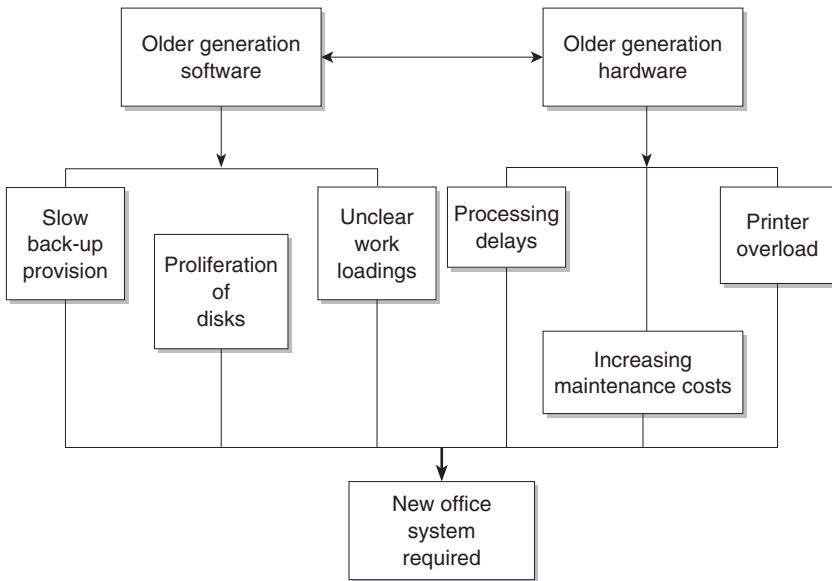 Older generation
software
Older generation
hardware
Slow
back-up
provision
Proliferation
of
disks
Unclear
work
loadings
Processing
delays
Increasing
maintenance costs
Printer
overload
New office
system
required